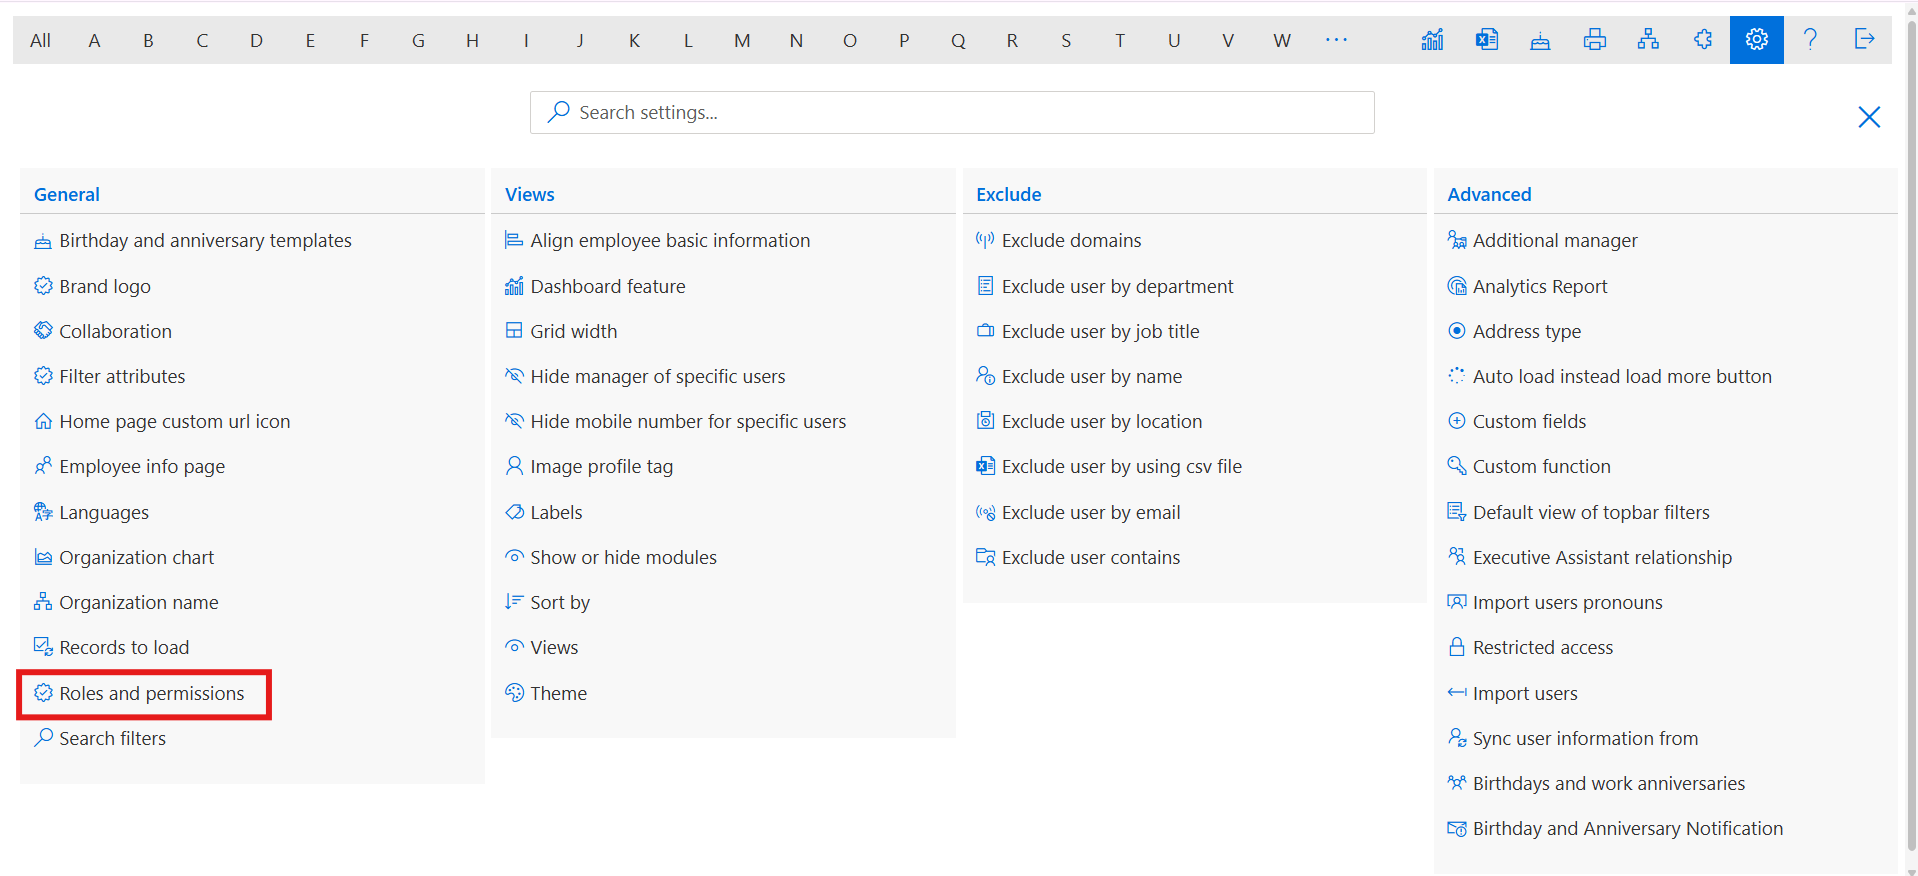 All A B C D E F G H I J K L M N O P Q R S T U V W ... ?
Search settings...
General
Birthday and anniversary templates
Brand logo
Collaboration
Filter attributes
Home page custom url icon
Employee info page
Languages
Organization chart
Organization name
Records to load
Roles and permissions
Search filters
Views
Align employee basic information
Dashboard feature
Grid width
Hide manager of specific users
Hide mobile number for specific users
Image profile tag
Labels
Show or hide modules
Sort by
Views
Theme
Exclude
Exclude domains
Exclude user by department
Exclude user by job title
Exclude user by name
Exclude user by location
Exclude user by using csv file
Exclude user by email
Exclude user contains
Advanced
Additional manager
Analytics Report
Address type
Auto load instead load more button
Custom fields
Custom function
Default view of topbar filters
Executive Assistant relationship
Import users pronouns
Restricted access
Import users
Sync user information from
Birthdays and work anniversaries
Birthday and Anniversary Notification